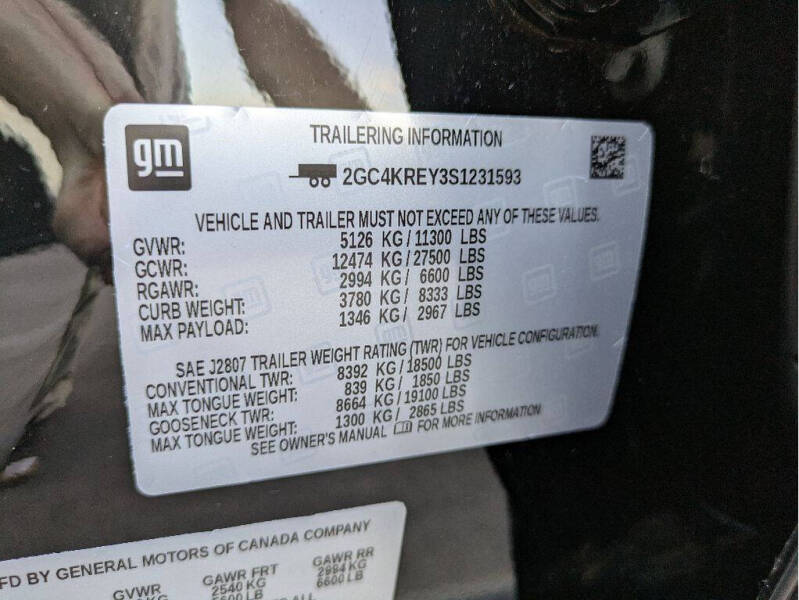 gm
TRAILERING INFORMATION
2GC4KREY3S1231593
VEHICLE AND TRAILER MUST NOT EXCEED ANY OF THESE VALUES.
GVWR: 5126 KG/11300 LBS
GCWR: 12474 KG/27500 LBS
RGAWR: 2994 KG/ 6600 LBS
CURB WEIGHT: 3780 KG/ 8333 LBS
MAX PAYLOAD: 1346 KG/ 2967 LBS
SAE J2807 TRAILER WEIGHT RATING (TWR) FOR VEHICLE CONFIGURATION.
CONVENTIONAL TWR: 8392 KG/18500 LBS
MAX TONGUE WEIGHT: 839 KG/ 1850 LBS
GOOSENECK TWR: 8664 KG/19100 LBS
MAX TONGUE WEIGHT: 1300 KG/ 2865 LBS
SEE OWNER'S MANUAL FOR MORE INFORMATION
MFD BY GENERAL MOTORS OF CANADA COMPANY
GVWR GAWR FRT GAWR RR
KG 2540 KG 2994 KG
LB 6600 LB